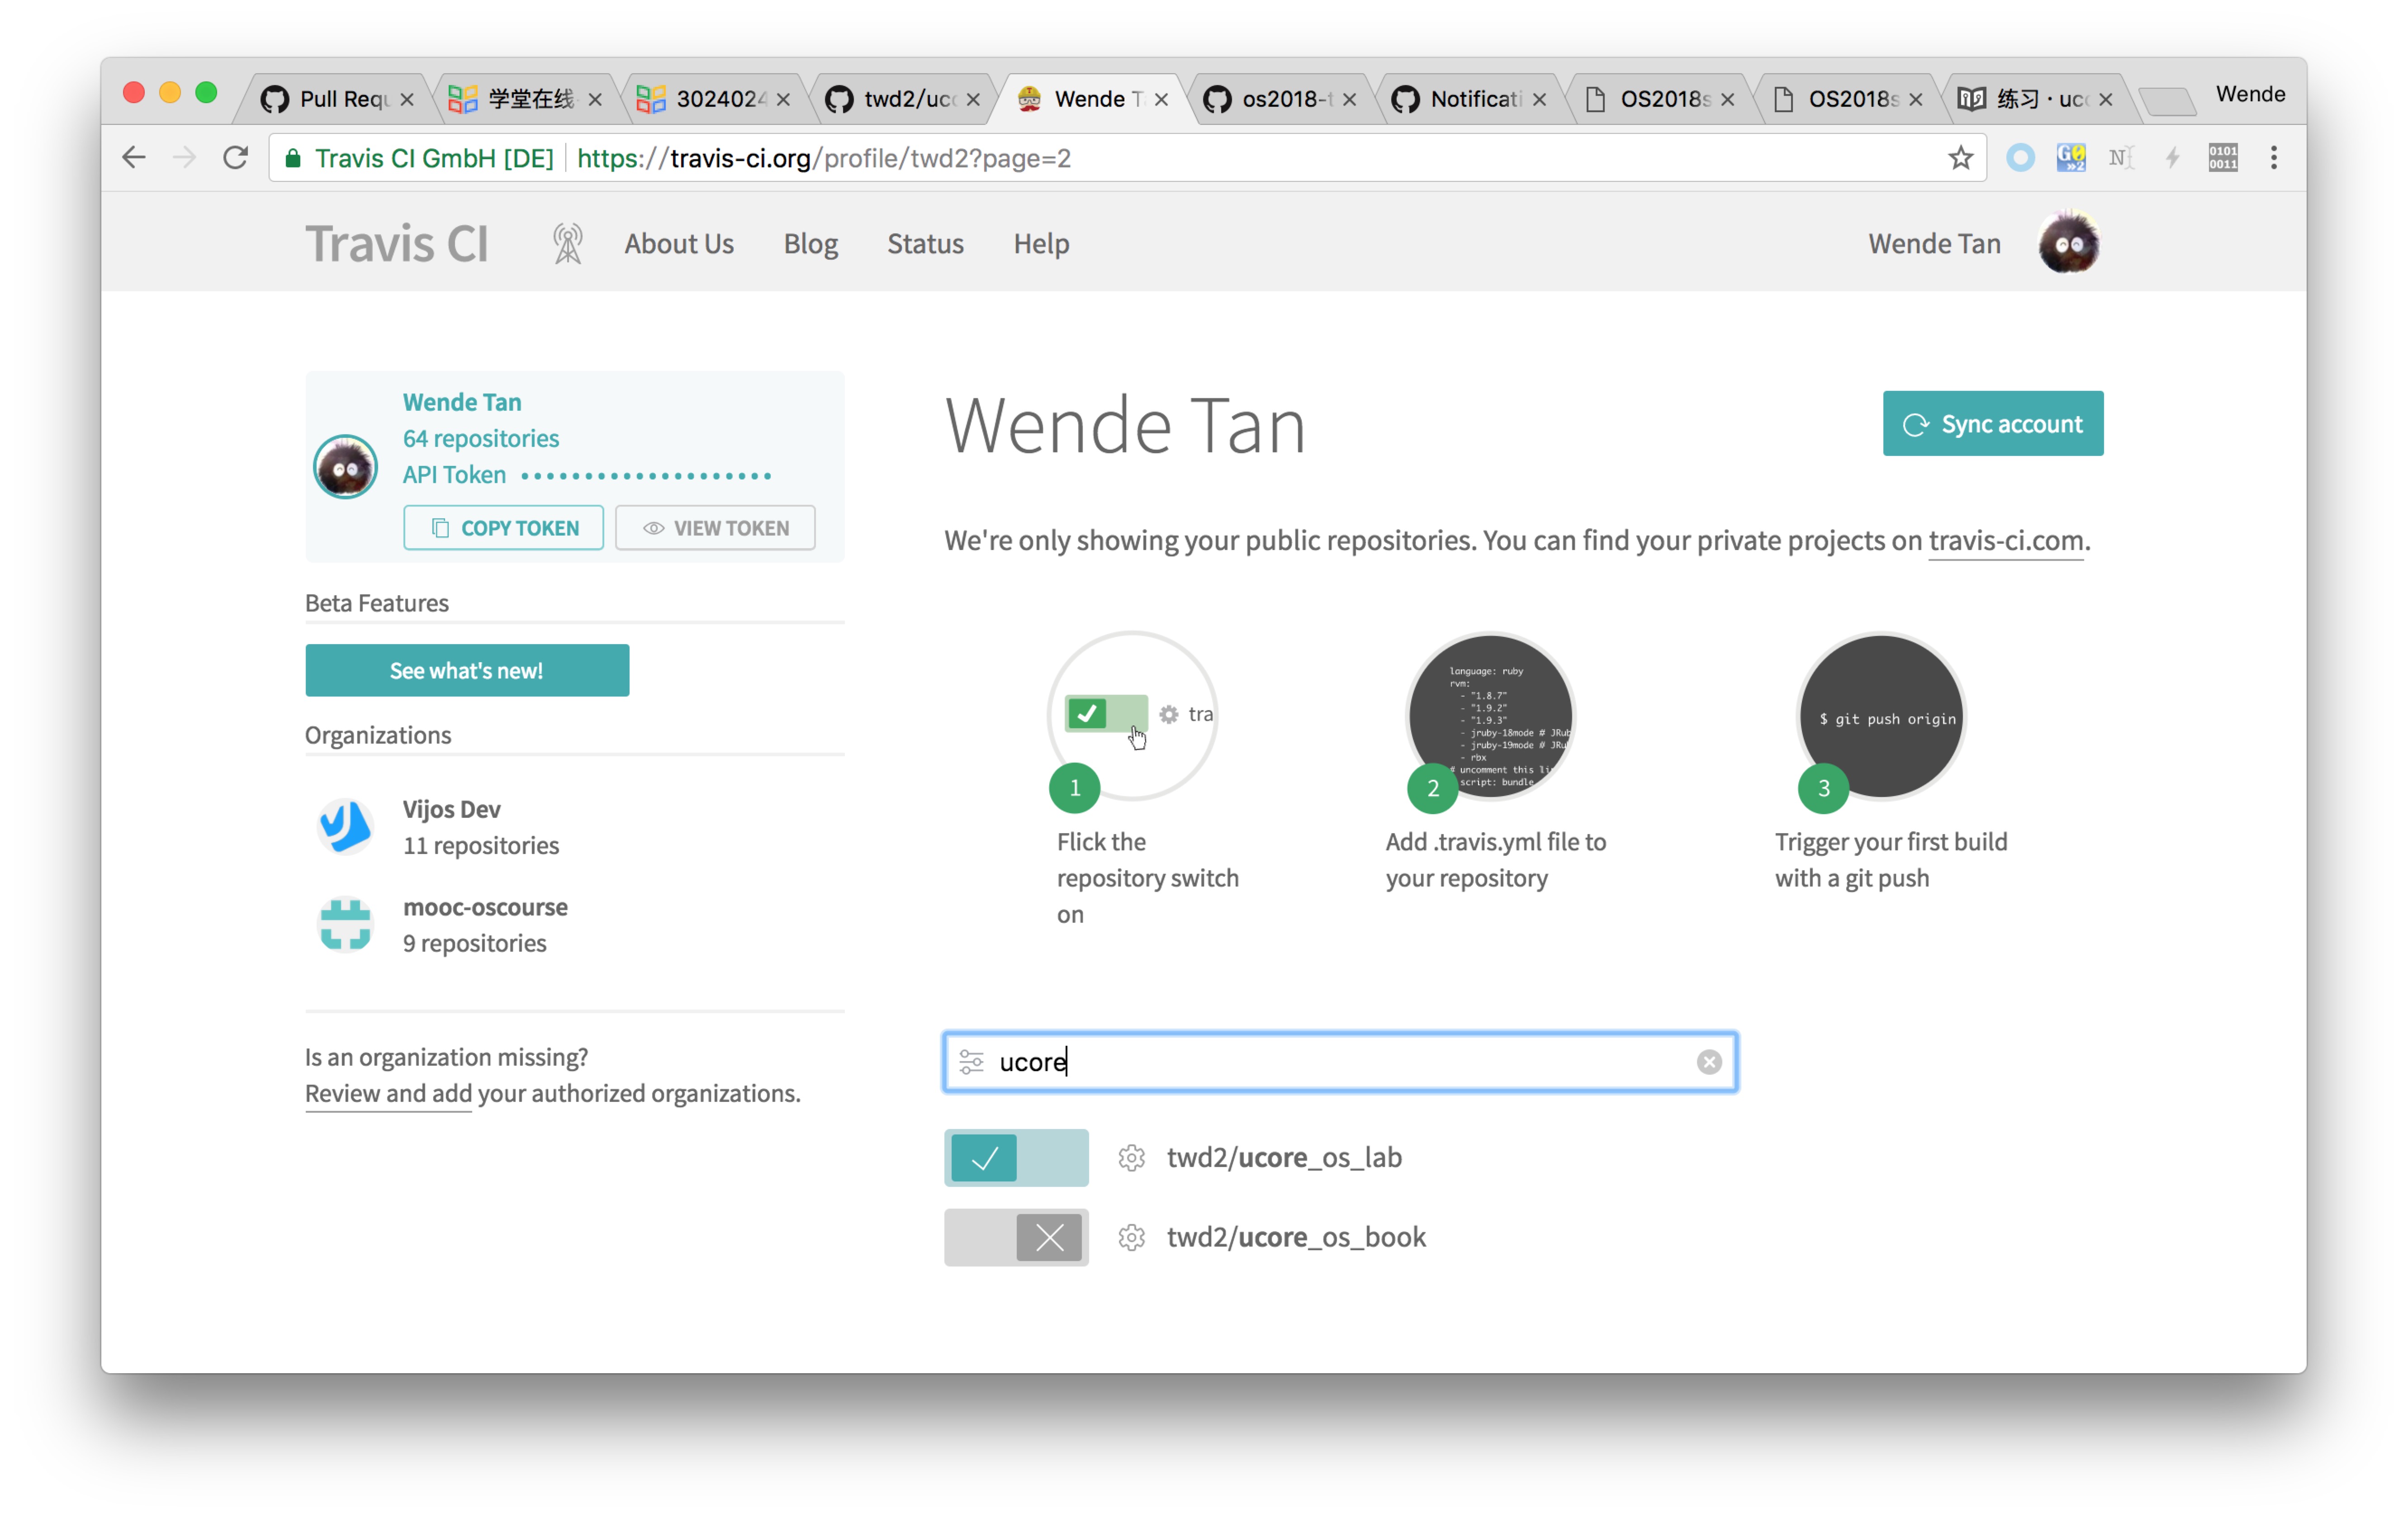 Pull Requ
学堂在线
3024024
twd2/uco
Wende T
os2018-t
Notificati
OS2018s
OS2018s
练习 · uco
Wende
Travis CI GmbH [DE]
https://travis-ci.org/profile/twd2?page=2
Travis CI
About Us
Blog
Status
Help
Wende Tan
Wende Tan
64 repositories
API Token
COPY TOKEN
VIEW TOKEN
Beta Features
See what's new!
Organizations
Vijos Dev
11 repositories
mooc-oscourse
9 repositories
Is an organization missing?
Review and add your authorized organizations.
Wende Tan
Sync account
We're only showing your public repositories. You can find your private projects on travis-ci.com.
tra
1
Flick the
repository switch
on
language: ruby
rvm:
- "1.8.7"
- "1.9.2"
- "1.9.3"
- jruby-18mode # JRub
- jruby-19mode # JRu
- rbx
# uncomment this li
script: bundle
2
Add .travis.yml file to
your repository
$ git push origin
3
Trigger your first build
with a git push
ucore
twd2/ucore_os_lab
twd2/ucore_os_book